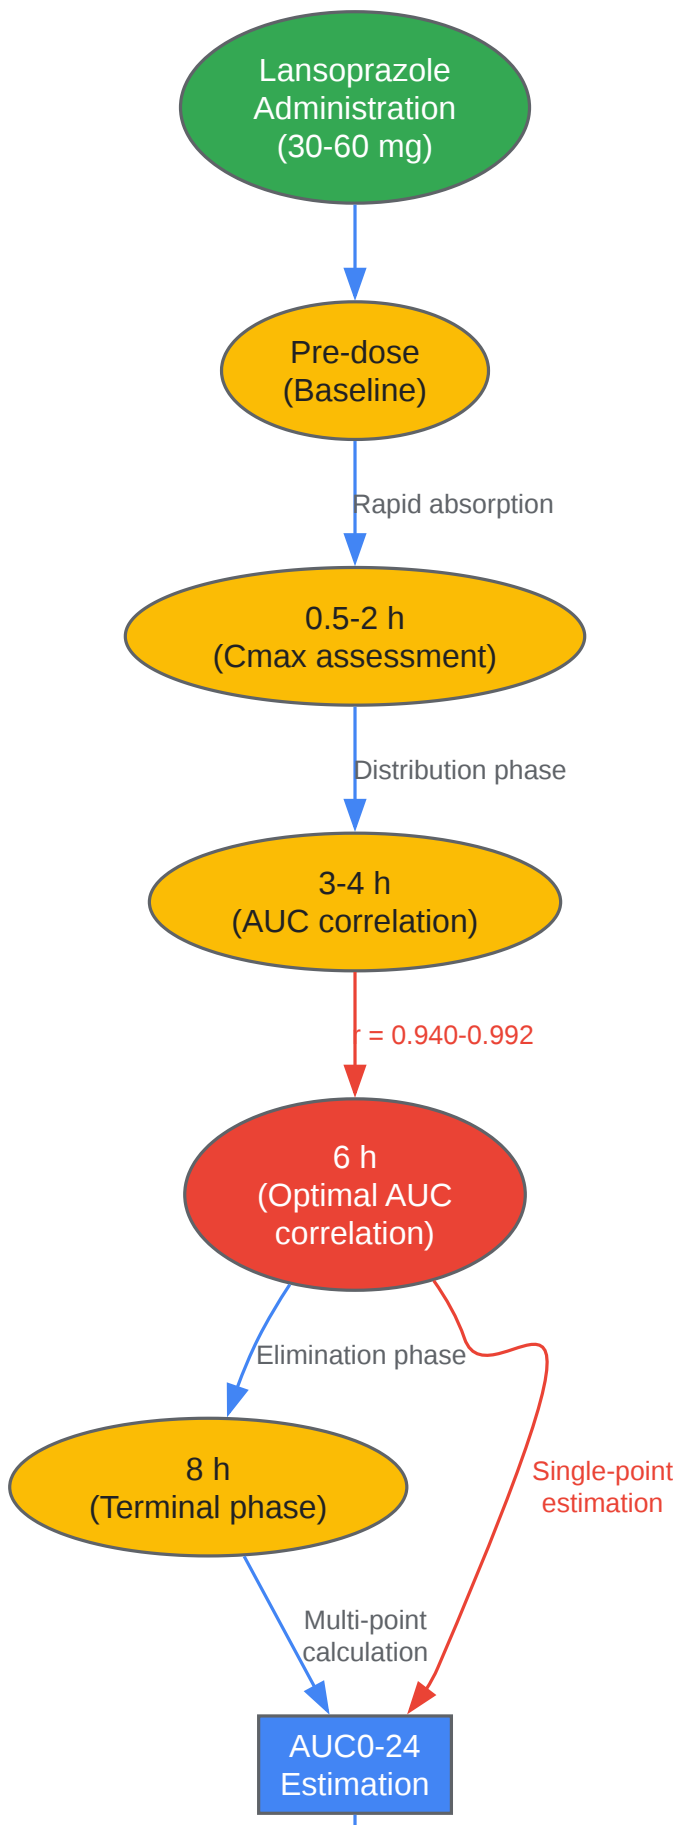 Lansoprazole
Administration
(30-60 mg)
Pre-dose
(Baseline)
Rapid absorption
0.5-2 h
(Cmax assessment)
Distribution phase
3-4 h
(AUC correlation)
r = 0.940-0.992
6 h
(Optimal AUC
correlation)
Elimination phase
8 h
(Terminal phase)
Single-point
estimation
Multi-point
calculation
AUC0-24
Estimation